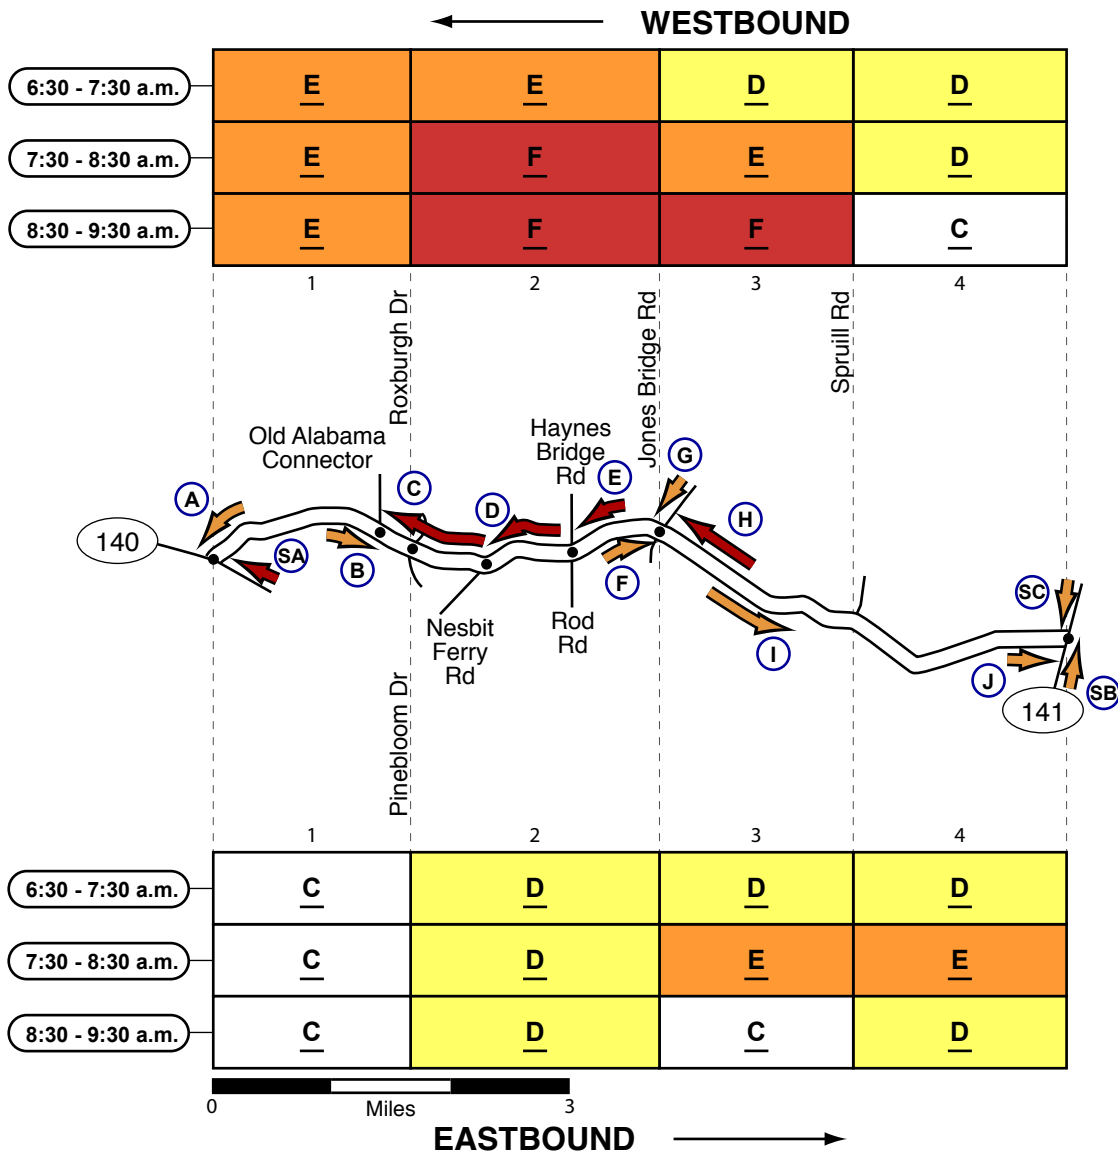 WESTBOUND
6:30 - 7:30 a.m. E E D D
7:30 - 8:30 a.m. E F E D
8:30 - 9:30 a.m. E F F C
1 2 3 4
Roxburgh Dr
Jones Bridge Rd
Spruill Rd
Old Alabama
Connector
Haynes
Bridge
Rd
A
C
D
E
G
H
140
SA
B
F
I
Nesbit
Ferry
Rd
Rod
Rd
SC
J
SB
141
Pinebloom Dr
1 2 3 4
6:30 - 7:30 a.m. C D D D
7:30 - 8:30 a.m. C D E E
8:30 - 9:30 a.m. C D C D
0 Miles 3
EASTBOUND